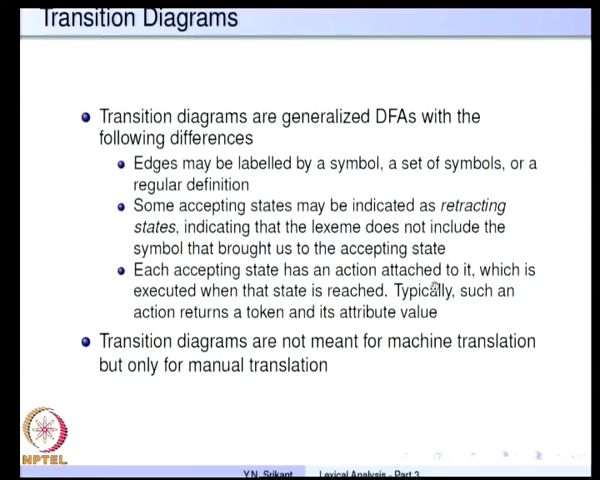 Transition Diagrams
Transition diagrams are generalized DFAs with the
following differences
Edges may be labelled by a symbol, a set of symbols, or a
regular definition
Some accepting states may be indicated as retracting
states, indicating that the lexeme does not include the
symbol that brought us to the accepting state
Each accepting state has an action attached to it, which is
executed when that state is reached. Typically, such an
action returns a token and its attribute value
Transition diagrams are not meant for machine translation
but only for manual translation
NPTEL
Y.N. Srikant Lexical Analysis - Part 3